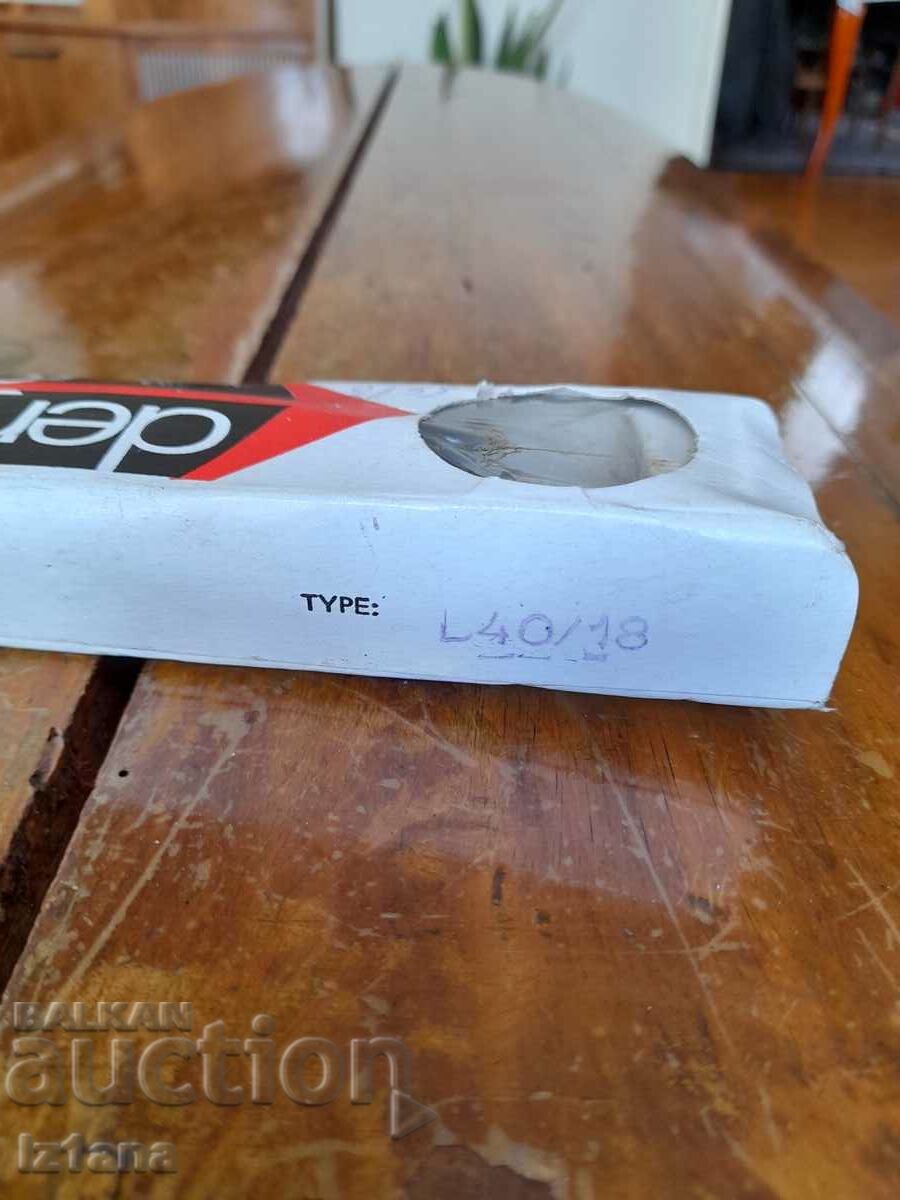 der
TYPE: L40/18
BALKAN
auction
Iztana